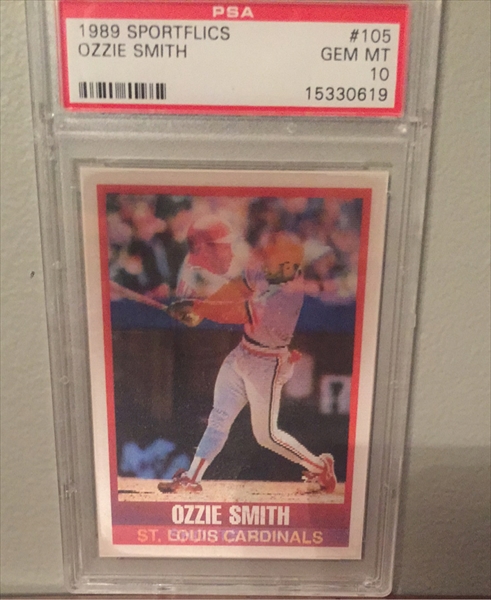 PSA
1989 SPORTFLICS #105
OZZIE SMITH GEM MT
10
15330619
OZZIE SMITH
ST. LOUIS CARDINALS